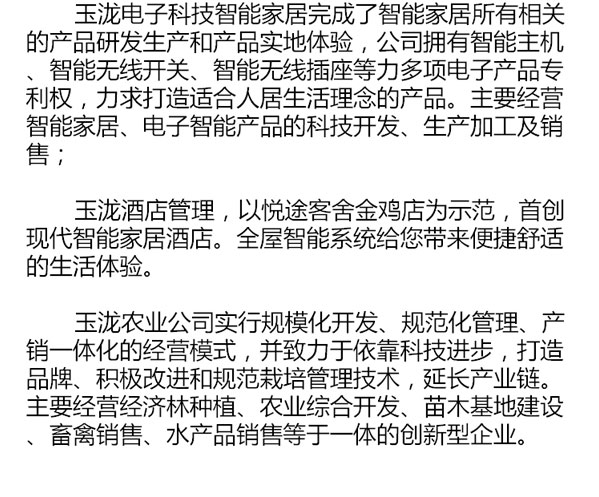 玉泷电子科技智能家居完成了智能家居所有相关
的产品研发生产和产品实地体验，公司拥有智能主机
、智能无线开关、智能无线插座等力多项电子产品专
利权，力求打造适合人居生活理念的产品。主要经营
智能家居、电子智能产品的科技开发、生产加工及销
售；
玉泷酒店管理，以悦途客舍金鸡店为示范，首创
现代智能家居酒店。全屋智能系统给您带来便捷舒适
的生活体验。
玉泷农业公司实行规模化开发、规范化管理、产
销一体化的经营模式，并致力于依靠科技进步，打造
品牌、积极改进和规范栽培管理技术，延长产业链。
主要经营经济林种植、农业综合开发、苗木基地建设
、畜禽销售、水产品销售等于一体的创新型企业。